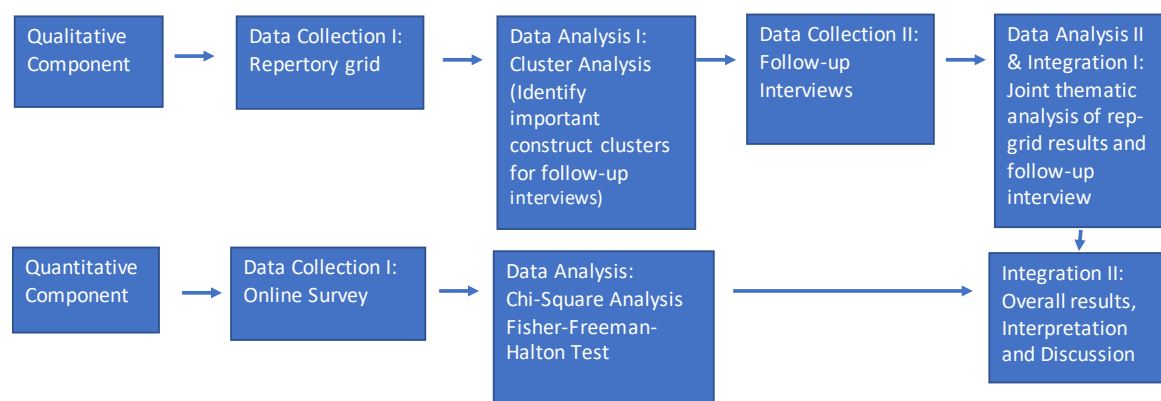 Qualitative
Component
Data Collection I:
Repertory grid
Data Analysis I:
Cluster Analysis
(Identify
important
construct clusters
for follow-up
interviews)
Data Collection II:
Follow-up
Interviews
Data Analysis II
& Integration I:
Joint thematic
analysis of rep-
grid results and
follow-up
interview
Quantitative
Component
Data Collection I:
Online Survey
Data Analysis:
Chi-Square Analysis
Fisher-Freeman-
Halton Test
Integration II:
Overall results,
Interpretation
and Discussion